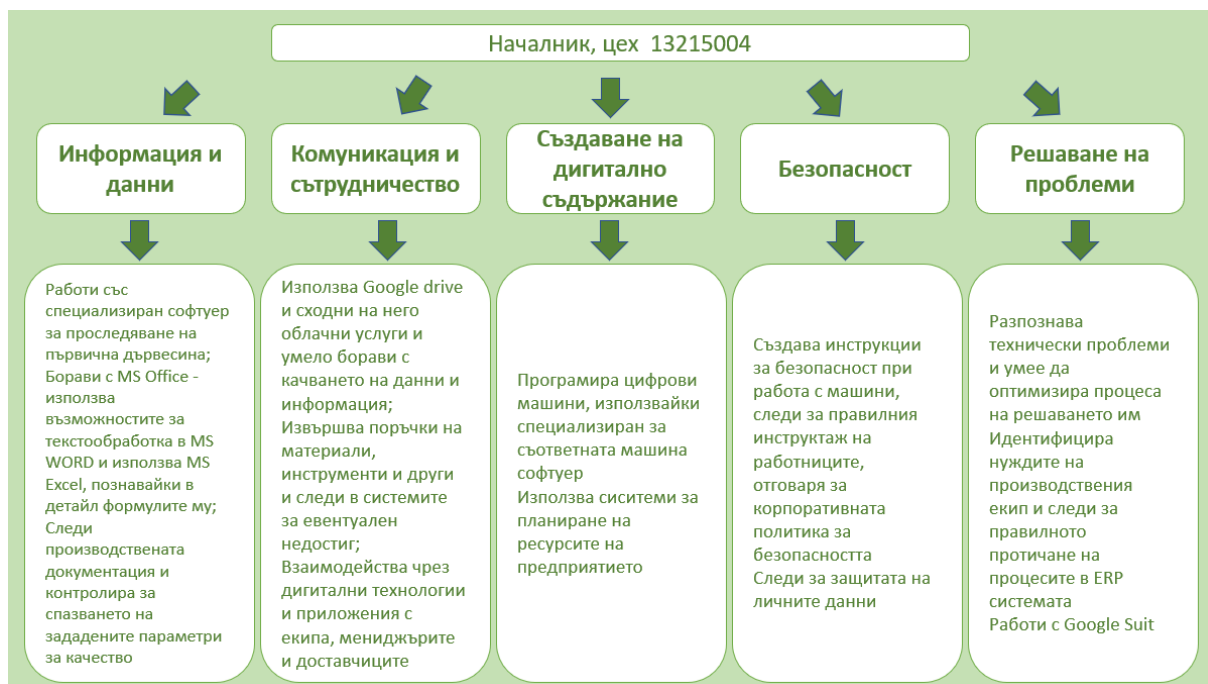 Началник, цех 13215004
Информация и
данни
Комуникация и
сътрудничество
Създаване на
дигитално
съдържание
Безопасност
Решаване на
проблеми
Работи със
специализиран софтуер
за проследяване на
първична дървесина;
Борави с MS Office -
използва
възможностите за
текстообработка в MS
WORD и използва MS
Excel, познавайки в
детайл формулите му;
Следи
производствената
документация и
контролира за
спазването на
зададените параметри
за качество
Използва Google drive
и сходни на него
облачни услуги и
умело борави с
качването на данни и
информация;
Извършва поръчки на
материали,
инструменти и други
и следи в системите
за евентуален
недостиг;
Взаимодейства чрез
дигитални технологии
и приложения с
екипа, мениджърите
и доставчиците
Програмира цифрови
машини, използвайки
специализиран за
съответната машина
софтуер
Използва сиситеми за
планиране на
ресурсите на
предприятието
Създава инструкции
за безопасност при
работа с машини,
следи за правилния
инструктаж на
работниците,
отговаря за
корпоративната
политика за
безопасността
Следи за защитата на
личните данни
Разпознава
технически проблеми
и умее да
оптимизира процеса
на решаването им
Идентифицира
нуждите на
производствения
екип и следи за
правилното
протичане на
процесите в ERP
системата
Работи с Google Suit